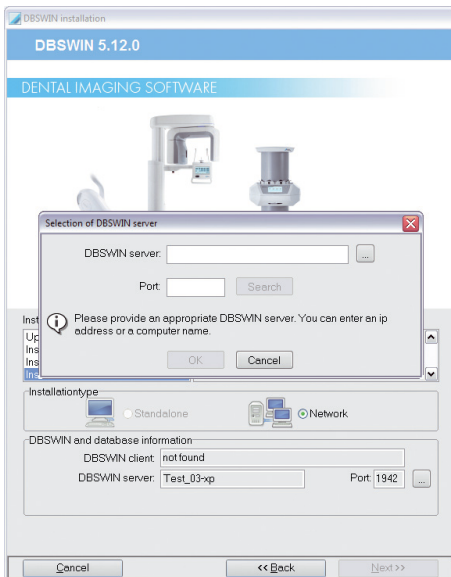 DBSWIN installation
DBSWIN 5.12.0
DENTAL IMAGING SOFTWARE
Selection of DBSWIN server
DBSWIN server:
...
Port:
Search
Please provide an appropriate DBSWIN server. You can enter an ip
address or a computer name.
OK
Cancel
Inst
Up
Ins
Ins
Ins
Installationtype
Standalone
Network
DBSWIN and database information
DBSWIN client: not found
DBSWIN server: Test_03-xp Port: 1942 ...
Cancel << Back Next >>